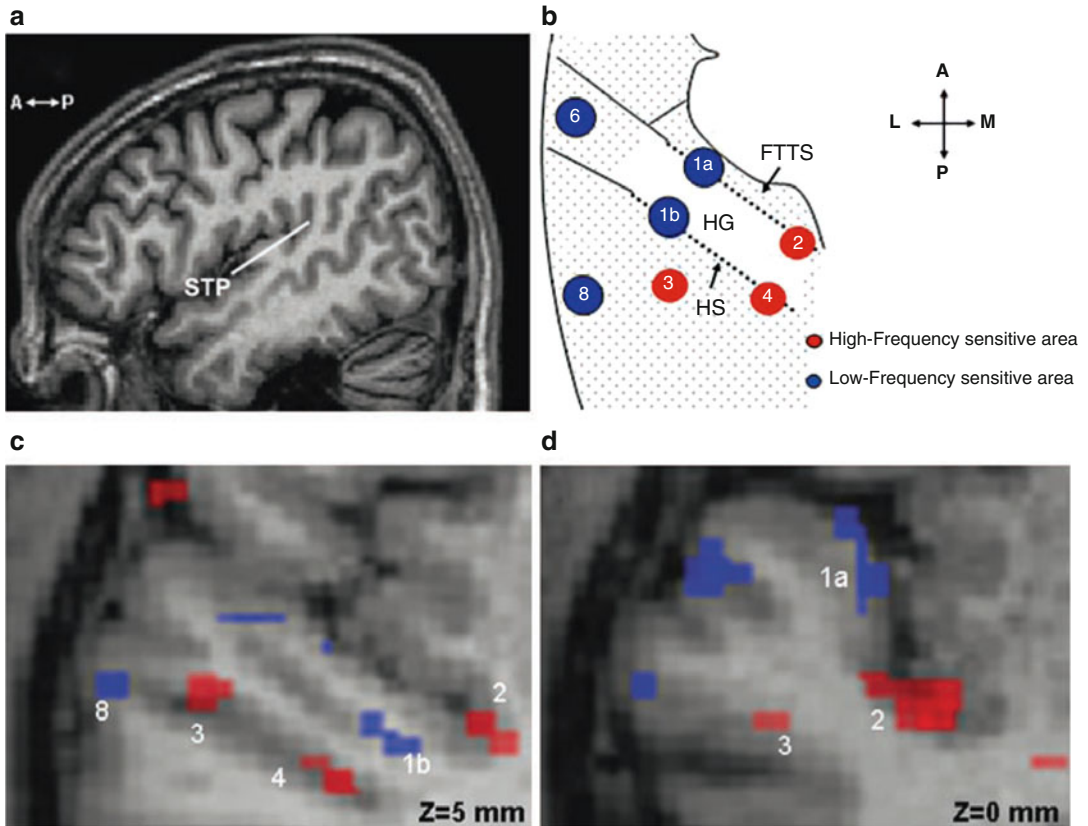 a
A P
STP
b
6
1a
FTTS
1b
HG
2
8
3
HS
4
A
L M
P
High-Frequency sensitive area
Low-Frequency sensitive area
c
8
3
4
1b
2
Z=5 mm
d
1a
2
3
Z=0 mm